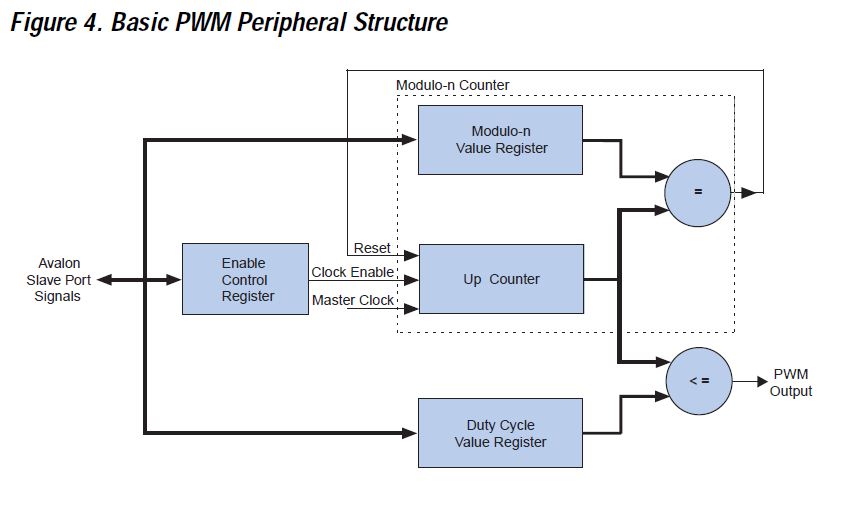 Figure 4. Basic PWM Peripheral Structure
Modulo-n Counter
Modulo-n
Value Register
=
Reset
Avalon
Slave Port
Signals
Enable
Control
Register
Clock Enable
Master Clock
Up Counter
< =
PWM
Output
Duty Cycle
Value Register